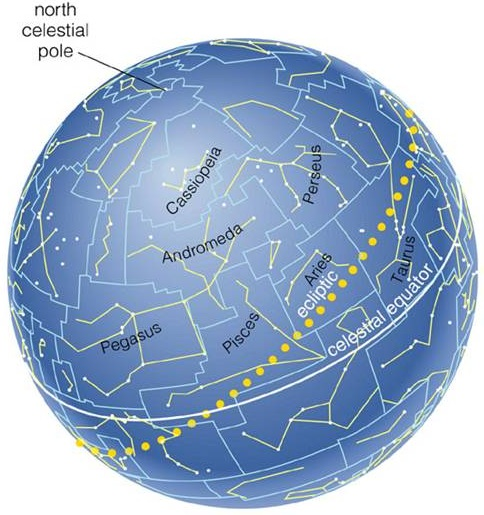 north
celestial
pole
Cassiopeia
Perseus
Andromeda
Aries
Taurus
ecliptic
Pegasus
Pisces
celestial equator